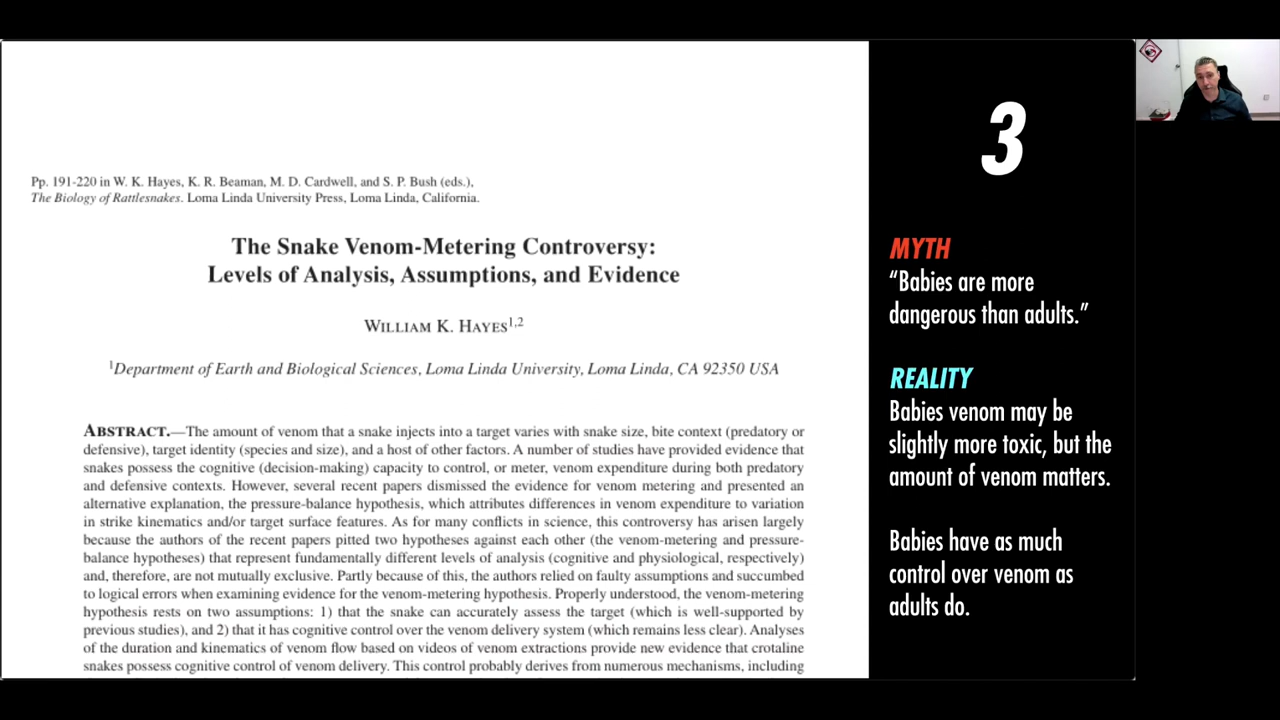 Pp. 191-220 in W. K. Hayes, K. R. Beaman, M. D. Cardwell, and S. P. Bush (eds.),
The Biology of Rattlesnakes. Loma Linda University Press, Loma Linda, California.
The Snake Venom-Metering Controversy:
Levels of Analysis, Assumptions, and Evidence
WILLIAM K. HAYES1,2
1Department of Earth and Biological Sciences, Loma Linda University, Loma Linda, CA 92350 USA
ABSTRACT.—The amount of venom that a snake injects into a target varies with snake size, bite context (predatory or
defensive), target identity (species and size), and a host of other factors. A number of studies have provided evidence that
snakes possess the cognitive (decision-making) capacity to control, or meter, venom expenditure during both predatory
and defensive contexts. However, several recent papers dismissed the evidence for venom metering and presented an
alternative explanation, the pressure-balance hypothesis, which attributes differences in venom expenditure to variation
in strike kinematics and/or target surface features. As for many conflicts in science, this controversy has arisen largely
because the authors of the recent papers pitted two hypotheses against each other (the venom-metering and pressure-
balance hypotheses) that represent fundamentally different levels of analysis (cognitive and physiological, respectively)
and, therefore, are not mutually exclusive. Partly because of this, the authors relied on faulty assumptions and succumbed
to logical errors when examining evidence for the venom-metering hypothesis. Properly understood, the venom-metering
hypothesis rests on two assumptions: 1) that the snake can accurately assess the target (which is well-supported by
previous studies), and 2) that it has cognitive control over the venom delivery system (which remains less clear). Analyses
of the duration and kinematics of venom flow based on videos of venom extractions provide new evidence that crotaline
snakes possess cognitive control of venom delivery. This control probably derives from numerous mechanisms, including
3
MYTH
“Babies are more
dangerous than adults.”
REALITY
Babies venom may be
slightly more toxic, but the
amount of venom matters.
Babies have as much
control over venom as
adults do.